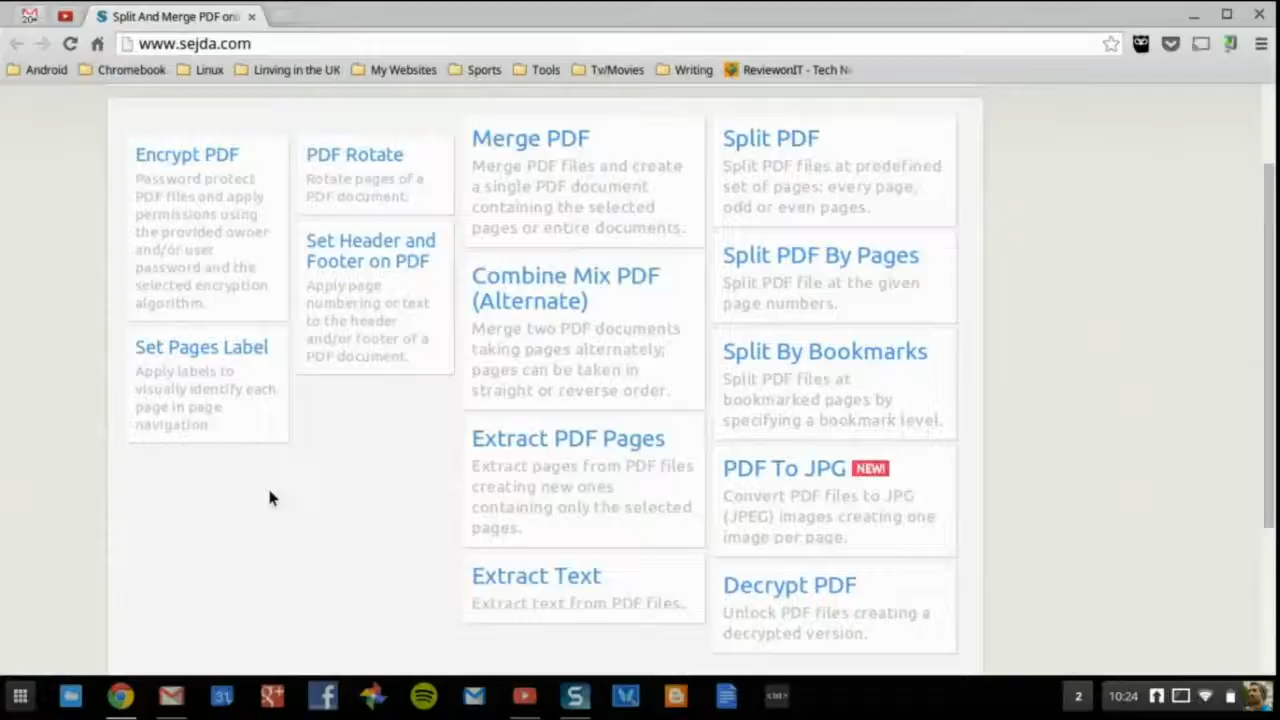 20+
Split And Merge PDF on
www.sejda.com
Android
Chromebook
Linux
Linving in the UK
My Websites
Sports
Tools
Tv/Movies
Writing
ReviewonIT - Tech N
Encrypt PDF
Password protect
PDF files and apply
permissions using
the provided owner
and/or user
password and the
selected encryption
algorithm.
Set Pages Label
Apply labels to
visually identify each
page in page
navigation
PDF Rotate
Rotate pages of a
PDF document.
Set Header and
Footer on PDF
Apply page
numbering or text
to the header
and/or footer of a
PDF document.
Merge PDF
Merge PDF files and create
a single PDF document
containing the selected
pages or entire documents.
Combine Mix PDF
(Alternate)
Merge two PDF documents
taking pages alternately;
pages can be taken in
straight or reverse order.
Extract PDF Pages
Extract pages from PDF files
creating new ones
containing only the selected
pages.
Extract Text
Extract text from PDF files.
Split PDF
Split PDF files at predefined
set of pages: every page,
odd or even pages.
Split PDF By Pages
Split PDF file at the given
page numbers.
Split By Bookmarks
Split PDF files at
bookmarked pages by
specifying a bookmark level.
PDF To JPG NEW!
Convert PDF files to JPG
(JPEG) images creating one
image per page.
Decrypt PDF
Unlock PDF files creating a
decrypted version.
31
2
10:24